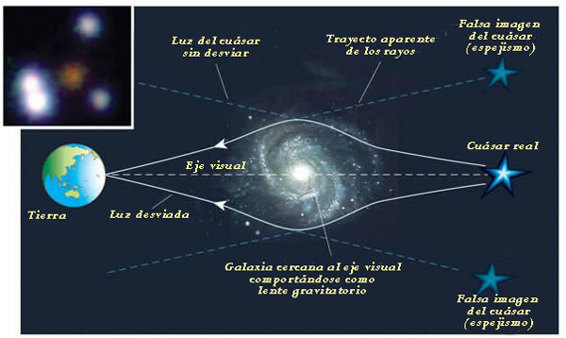 Luz del cuásar
sin desviar
Trayecto aparente
de los rayos
Falsa imagen
del cuásar
(espejismo)
Eje visual
Cuásar real
Tierra
Luz desviada
Galaxia cercana al eje visual
comportándose como
lente gravitatorio
Falsa imagen
del cuásar
(espejismo)